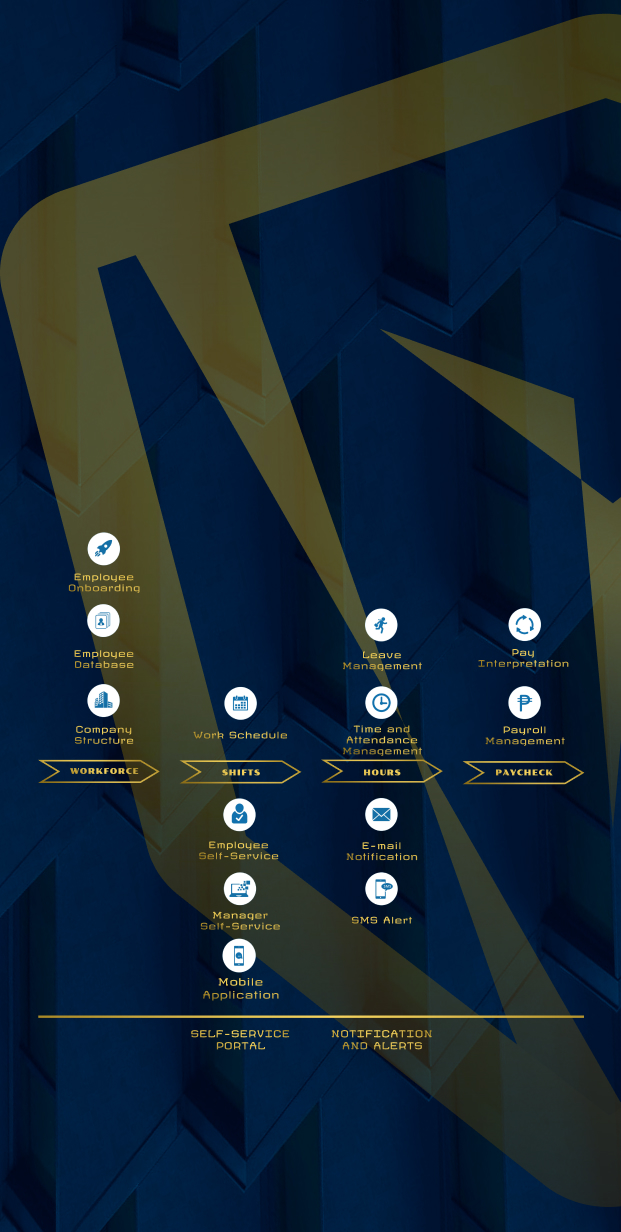 Employee
Onboarding
Employee
Database
Leave
Management
Pay
Interpretation
Company
Structure
Work Schedule
Time and
Attendance
Management
Payroll
Management
WORKFORCE
SHIFTS
HOURS
PAYCHECK
Employee
Self-Service
E-mail
Notification
Manager
Self-Service
SMS
SMS Alert
Mobile
Application
SELF-SERVICE
PORTAL
NOTIFICATION
AND ALERTS